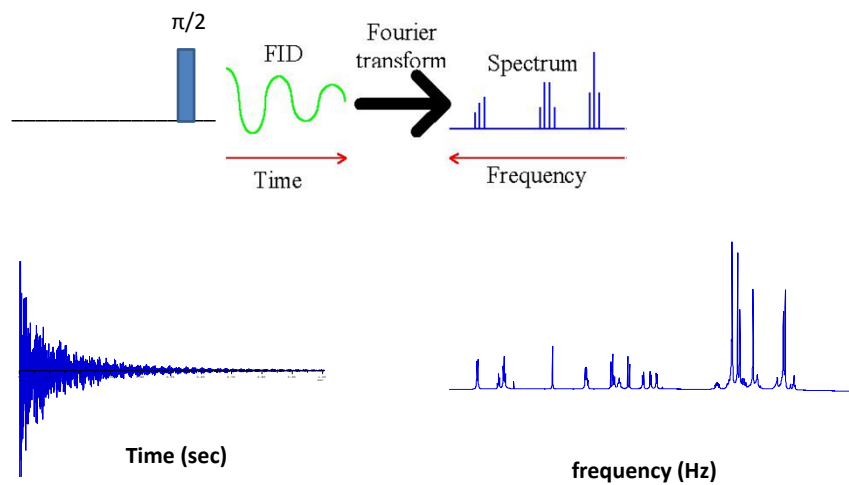 π/2
FID
Fourier
transform
Spectrum
Time
Frequency
Time (sec)
frequency (Hz)